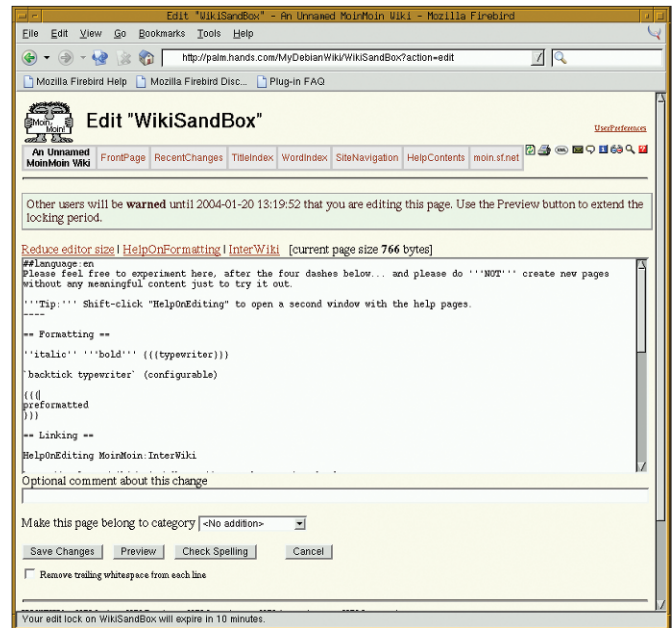 Edit "WikiSandBox" - An Unnamed MoinMoin Wiki - Mozilla Firebird
File Edit View Go Bookmarks Tools Help
http://palm.hands.com/MyDebianWiki/WikiSandBox?action=edit
Mozilla Firebird Help Mozilla Firebird Disc... Plug-in FAQ
Moin, Moin!
Edit "WikiSandBox"
UserPreferences
An Unnamed MoinMoin Wiki FrontPage RecentChanges TitleIndex WordIndex SiteNavigation HelpContents moin.sf.net
Other users will be warned until 2004-01-20 13:19:52 that you are editing this page. Use the Preview button to extend the
locking period.
Reduce editor size | HelpOnFormatting | InterWiki [current page size 766 bytes]
##language:en
Please feel free to experiment here, after the four dashes below... and please do '''NOT''' create new pages
without any meaningful content just to try it out.
'''Tip:''' Shift-click "HelpOnEditing" to open a second window with the help pages.
----
== Formatting ==
''italic'' '''bold''' {{{typewriter}}}
`backtick typewriter` (configurable)
{{{
preformatted
}}}
== Linking ==
HelpOnEditing MoinMoin:InterWiki
Optional comment about this change
Make this page belong to category <No addition>
Save Changes Preview Check Spelling Cancel
Remove trailing whitespace from each line
Your edit lock on WikiSandBox will expire in 10 minutes.